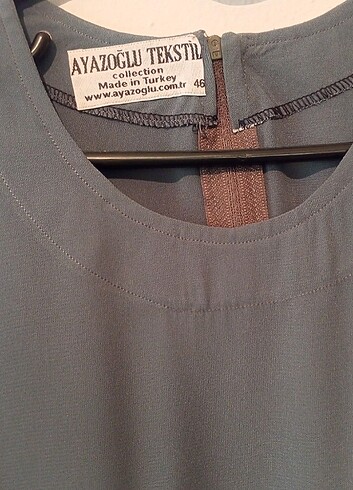 AYAZOĞLU TEKSTİL
collection
Made in Turkey 46
www.ayazoglu.com.tr